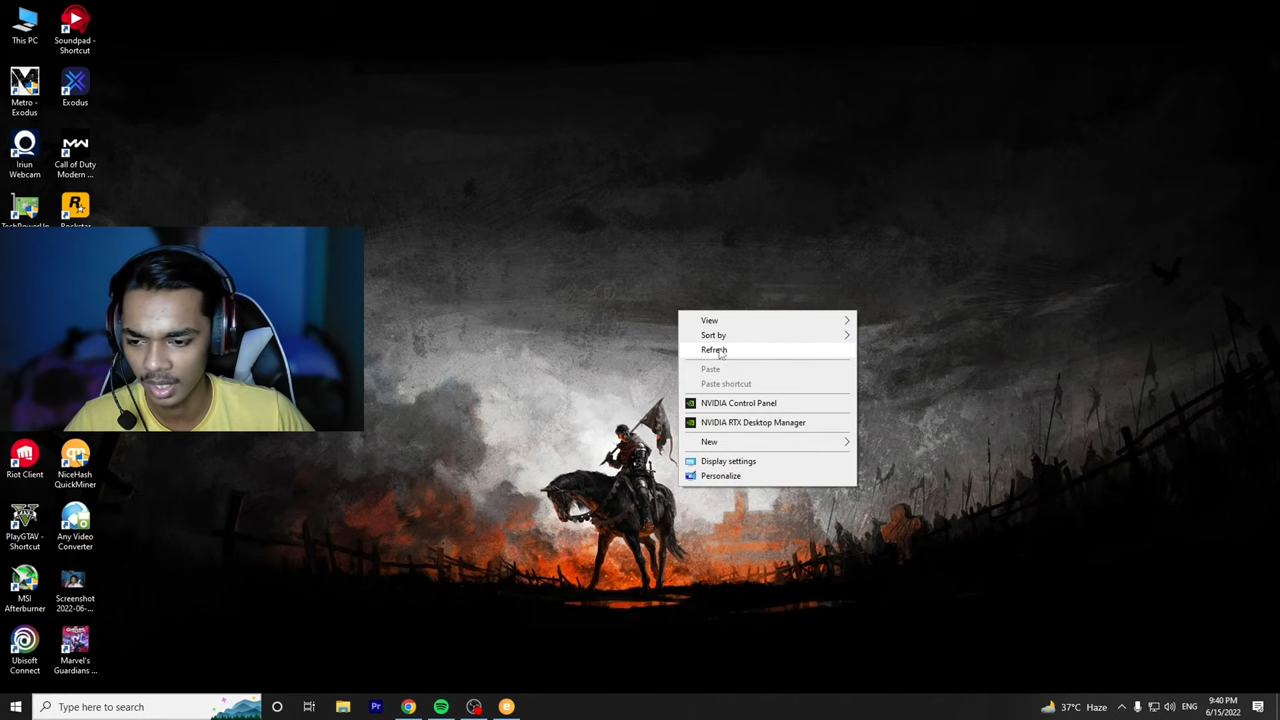 This PC
Soundpad -
Shortcut
Metro -
Exodus
Exodus
Iriun
Webcam
Call of Duty
Modern ...
TechPowerUp
Rockstar
Riot Client
NiceHash
QuickMiner
PlayGTAV -
Shortcut
Any Video
Converter
MSI
Afterburner
Screenshot
2022-06-...
Ubisoft
Connect
Marvel's
Guardians ...
View
Sort by
Refresh
Paste
Paste shortcut
NVIDIA Control Panel
NVIDIA RTX Desktop Manager
New
Display settings
Personalize
Type here to search
Pr
37°C Haze
ENG
9:40 PM
6/15/2022